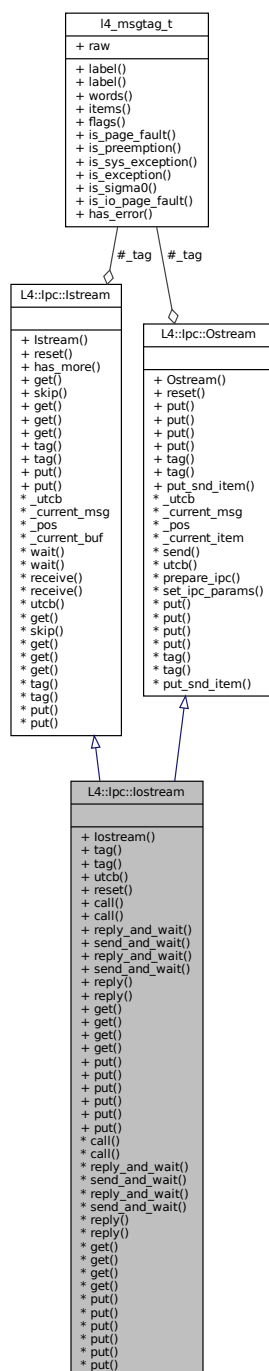 l4_msgtag_t
+ raw
+ label()
+ label()
+ words()
+ items()
+ flags()
+ is_page_fault()
+ is_preemption()
+ is_sys_exception()
+ is_exception()
+ is_sigma0()
+ is_io_page_fault()
+ has_error()
#_tag
#_tag
L4::Ipc::Istream
+ Istream()
+ reset()
+ has_more()
+ get()
+ skip()
+ get()
+ get()
+ get()
+ tag()
+ tag()
+ put()
+ put()
* _utcb
* _current_msg
* _pos
* _current_buf
* wait()
* wait()
* receive()
* receive()
* utcb()
* get()
* skip()
* get()
* get()
* get()
* tag()
* tag()
* put()
* put()
L4::Ipc::Ostream
+ Ostream()
+ reset()
+ put()
+ put()
+ put()
+ put()
+ tag()
+ tag()
+ put_snd_item()
* _utcb
* _current_msg
* _pos
* _current_item
* send()
* utcb()
* prepare_ipc()
* set_ipc_params()
* put()
* put()
* put()
* put()
* tag()
* tag()
* put_snd_item()
L4::Ipc::Iostream
+ Iostream()
+ tag()
+ tag()
+ utcb()
+ reset()
+ call()
+ call()
+ reply_and_wait()
+ send_and_wait()
+ reply_and_wait()
+ send_and_wait()
+ reply()
+ reply()
+ get()
+ get()
+ get()
+ get()
+ put()
+ put()
+ put()
+ put()
+ put()
+ put()
* call()
* call()
* reply_and_wait()
* send_and_wait()
* reply_and_wait()
* send_and_wait()
* reply()
* reply()
* get()
* get()
* get()
* get()
* put()
* put()
* put()
* put()
* put()
* put()